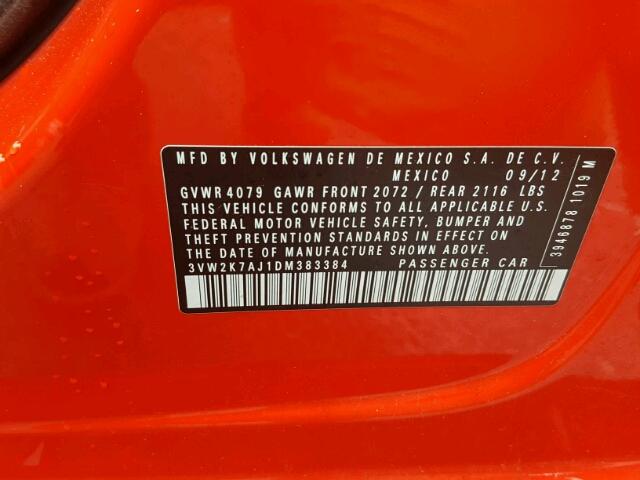 MFD BY VOLKSWAGEN DE MEXICO S.A. DE C.V.
MEXICO 09/12
GVWR 4079 GAWR FRONT 2072 / REAR 2116 LBS
THIS VEHICLE CONFORMS TO ALL APPLICABLE U.S.
FEDERAL MOTOR VEHICLE SAFETY, BUMPER AND
THEFT PREVENTION STANDARDS IN EFFECT ON
THE DATE OF MANUFACTURE SHOWN ABOVE.
3VW2K7AJ1DM383384 PASSENGER CAR
3946878 1019 M